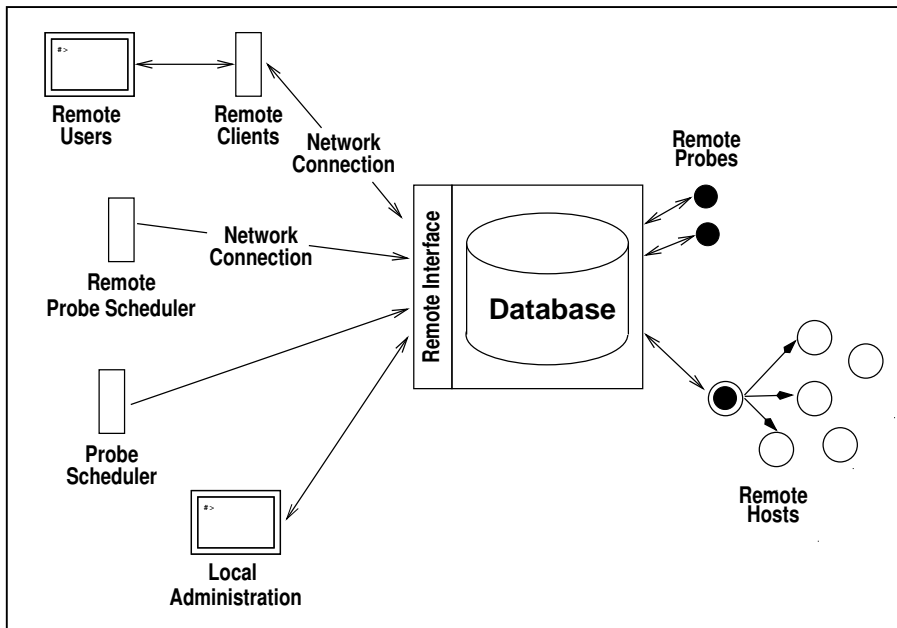 #>
Remote
Users
Remote
Clients
Network
Connection
Remote
Probes
Network
Connection
Remote
Probe Scheduler
Remote Interface
Database
Probe
Scheduler
Remote
Hosts
#>
Local
Administration